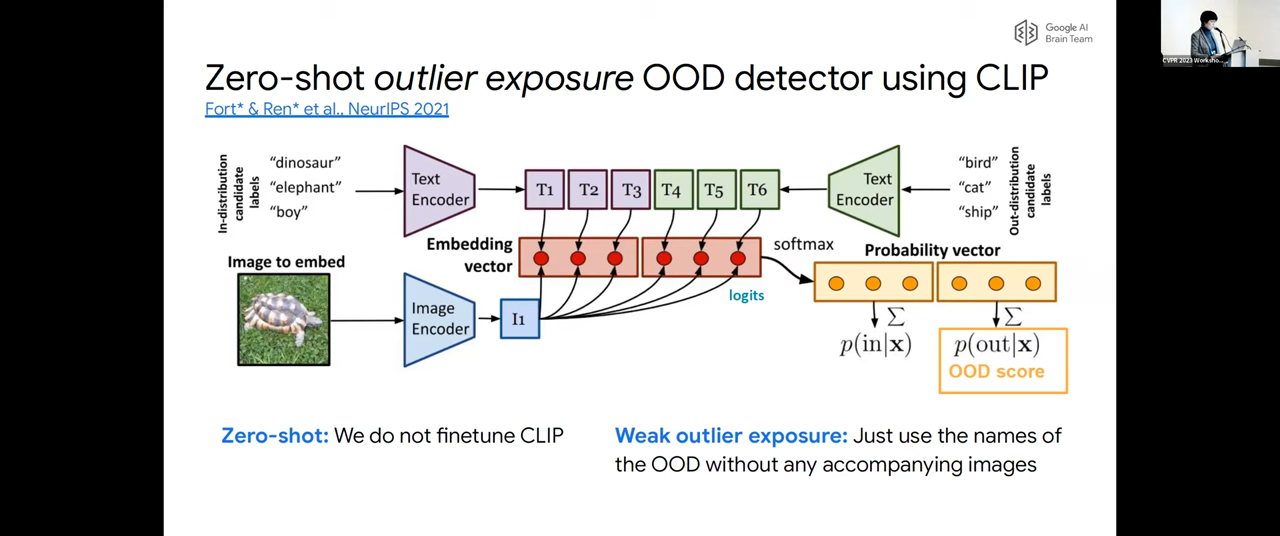 Google AI
Brain Team
CVPR 2023 Worksho...
Zero-shot outlier exposure OOD detector using CLIP
Fort* & Ren* et al., NeurIPS 2021
In-distribution
candidate
labels
“dinosaur”
“elephant”
“boy”
Text
Encoder
T1
T2
T3
T4
T5
T6
Text
Encoder
“bird”
“cat”
“ship”
Out-distribution
candidate
labels
Embedding
vector
softmax
Probability vector
Image to embed
logits
Image
Encoder
I1
Σ
Σ
p(in|x)
p(out|x)
OOD score
Zero-shot: We do not finetune CLIP
Weak outlier exposure: Just use the names of
the OOD without any accompanying images